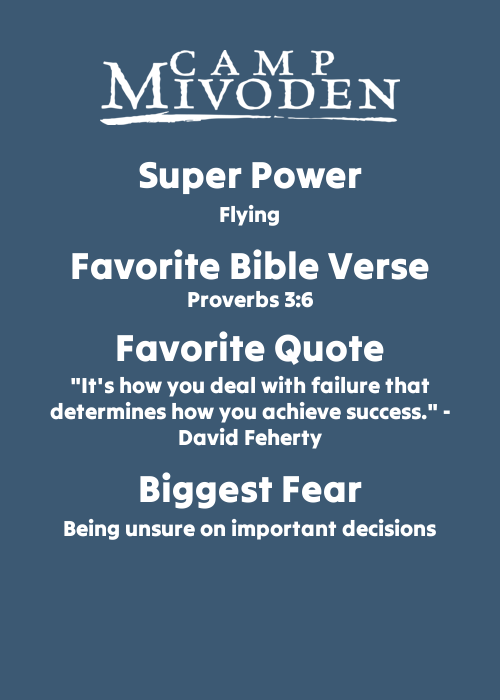 CAMP
MIVODEN
Super Power
Flying
Favorite Bible Verse
Proverbs 3:6
Favorite Quote
"It's how you deal with failure that
determines how you achieve success." -
David Feherty
Biggest Fear
Being unsure on important decisions